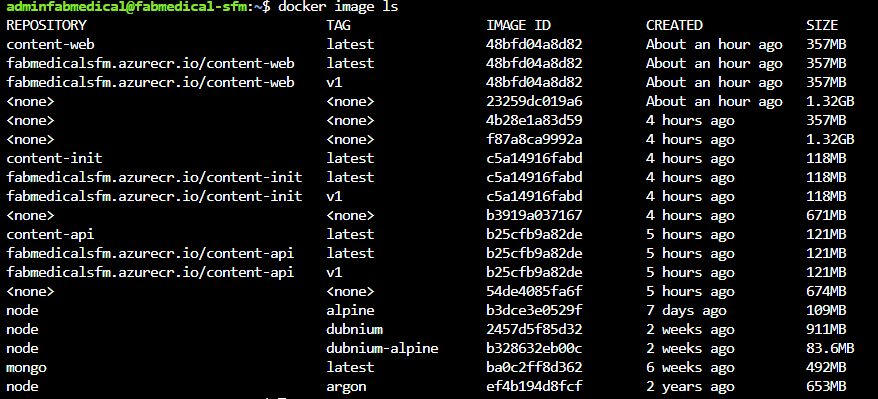 adminfabmedical@fabmedical-sfm:~$ docker image ls
REPOSITORY TAG IMAGE ID CREATED SIZE
content-web latest 48bfd04a8d82 About an hour ago 357MB
fabmedicalsfm.azurecr.io/content-web latest 48bfd04a8d82 About an hour ago 357MB
fabmedicalsfm.azurecr.io/content-web v1 48bfd04a8d82 About an hour ago 357MB
<none> <none> 23259dc019a6 About an hour ago 1.32GB
<none> <none> 4b28e1a83d59 4 hours ago 357MB
<none> <none> f87a8ca9992a 4 hours ago 1.32GB
content-init latest c5a14916fabd 4 hours ago 118MB
fabmedicalsfm.azurecr.io/content-init latest c5a14916fabd 4 hours ago 118MB
fabmedicalsfm.azurecr.io/content-init v1 c5a14916fabd 4 hours ago 118MB
<none> <none> b3919a037167 4 hours ago 671MB
content-api latest b25cfb9a82de 5 hours ago 121MB
fabmedicalsfm.azurecr.io/content-api latest b25cfb9a82de 5 hours ago 121MB
fabmedicalsfm.azurecr.io/content-api v1 b25cfb9a82de 5 hours ago 121MB
<none> <none> 54de4085fa6f 5 hours ago 674MB
node alpine b3dce3e0529f 7 days ago 109MB
node dubnium 2457d5f85d32 2 weeks ago 911MB
node dubnium-alpine b328632eb00c 2 weeks ago 83.6MB
mongo latest ba0c2ff8d362 6 weeks ago 492MB
node argon ef4b194d8fcf 2 years ago 653MB